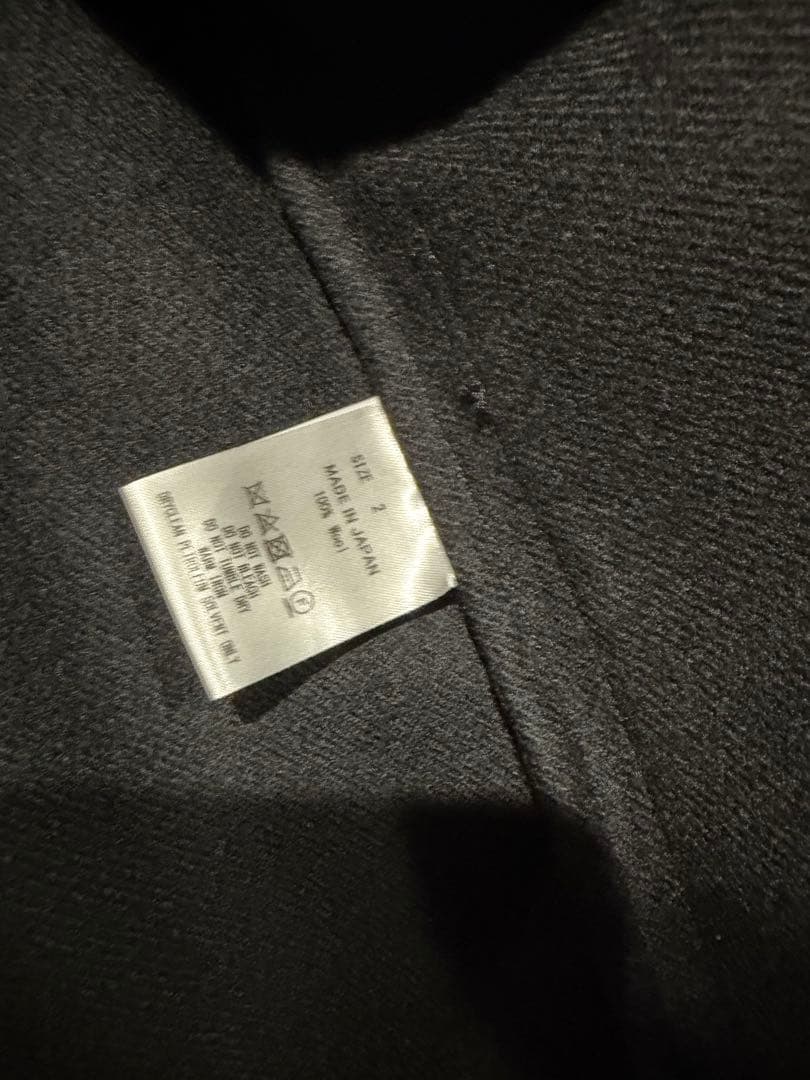 SIZE 2
MADE IN JAPAN
100% Wool
DO NOT WASH
DO NOT BLEACH
DO NOT TUMBLE DRY
WARM IRON
DRYCLEAN PETROLEUM SOLVENT ONLY